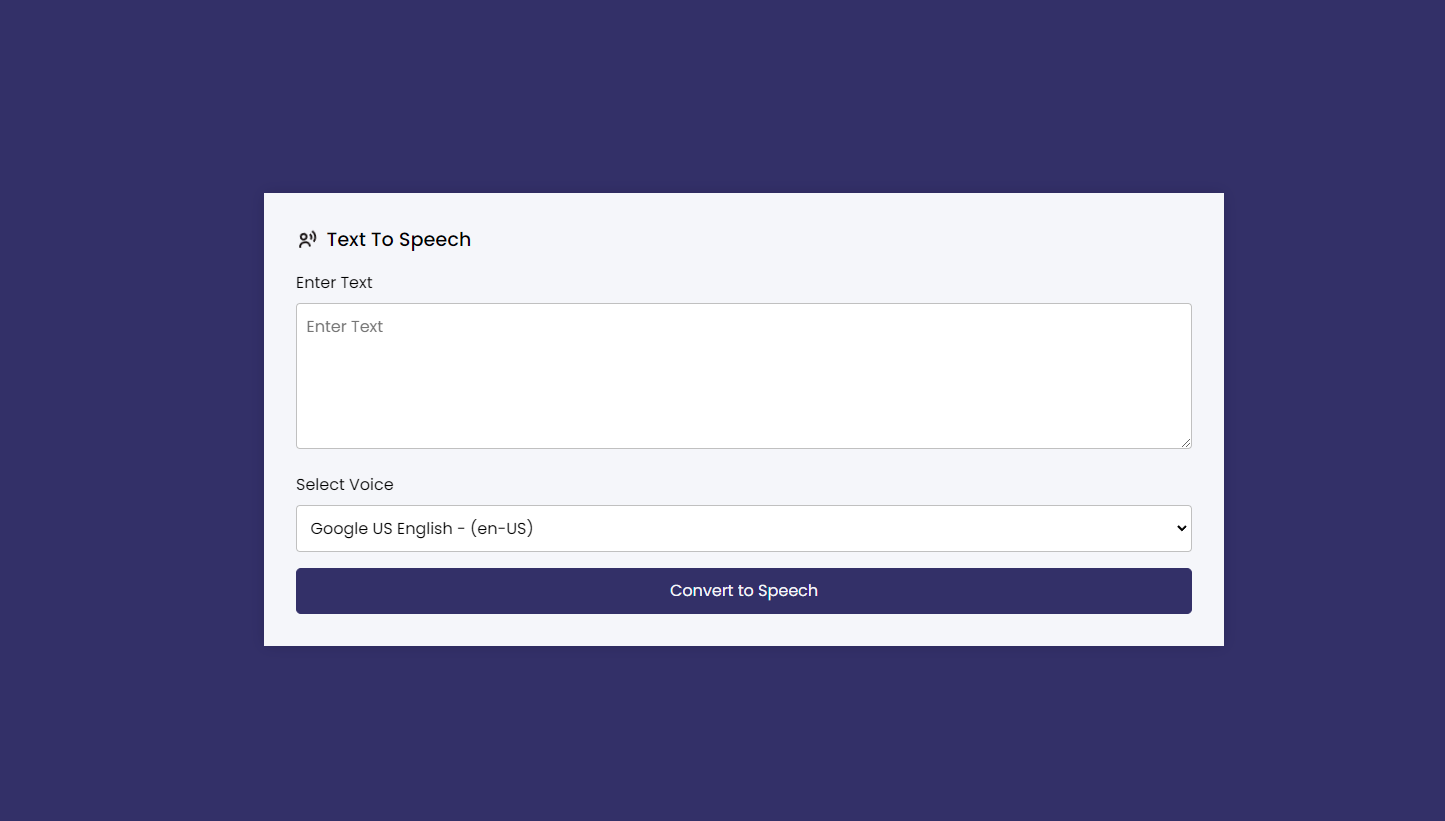 Text To Speech
Enter Text
Enter Text
Select Voice
Google US English - (en-US)
Convert to Speech